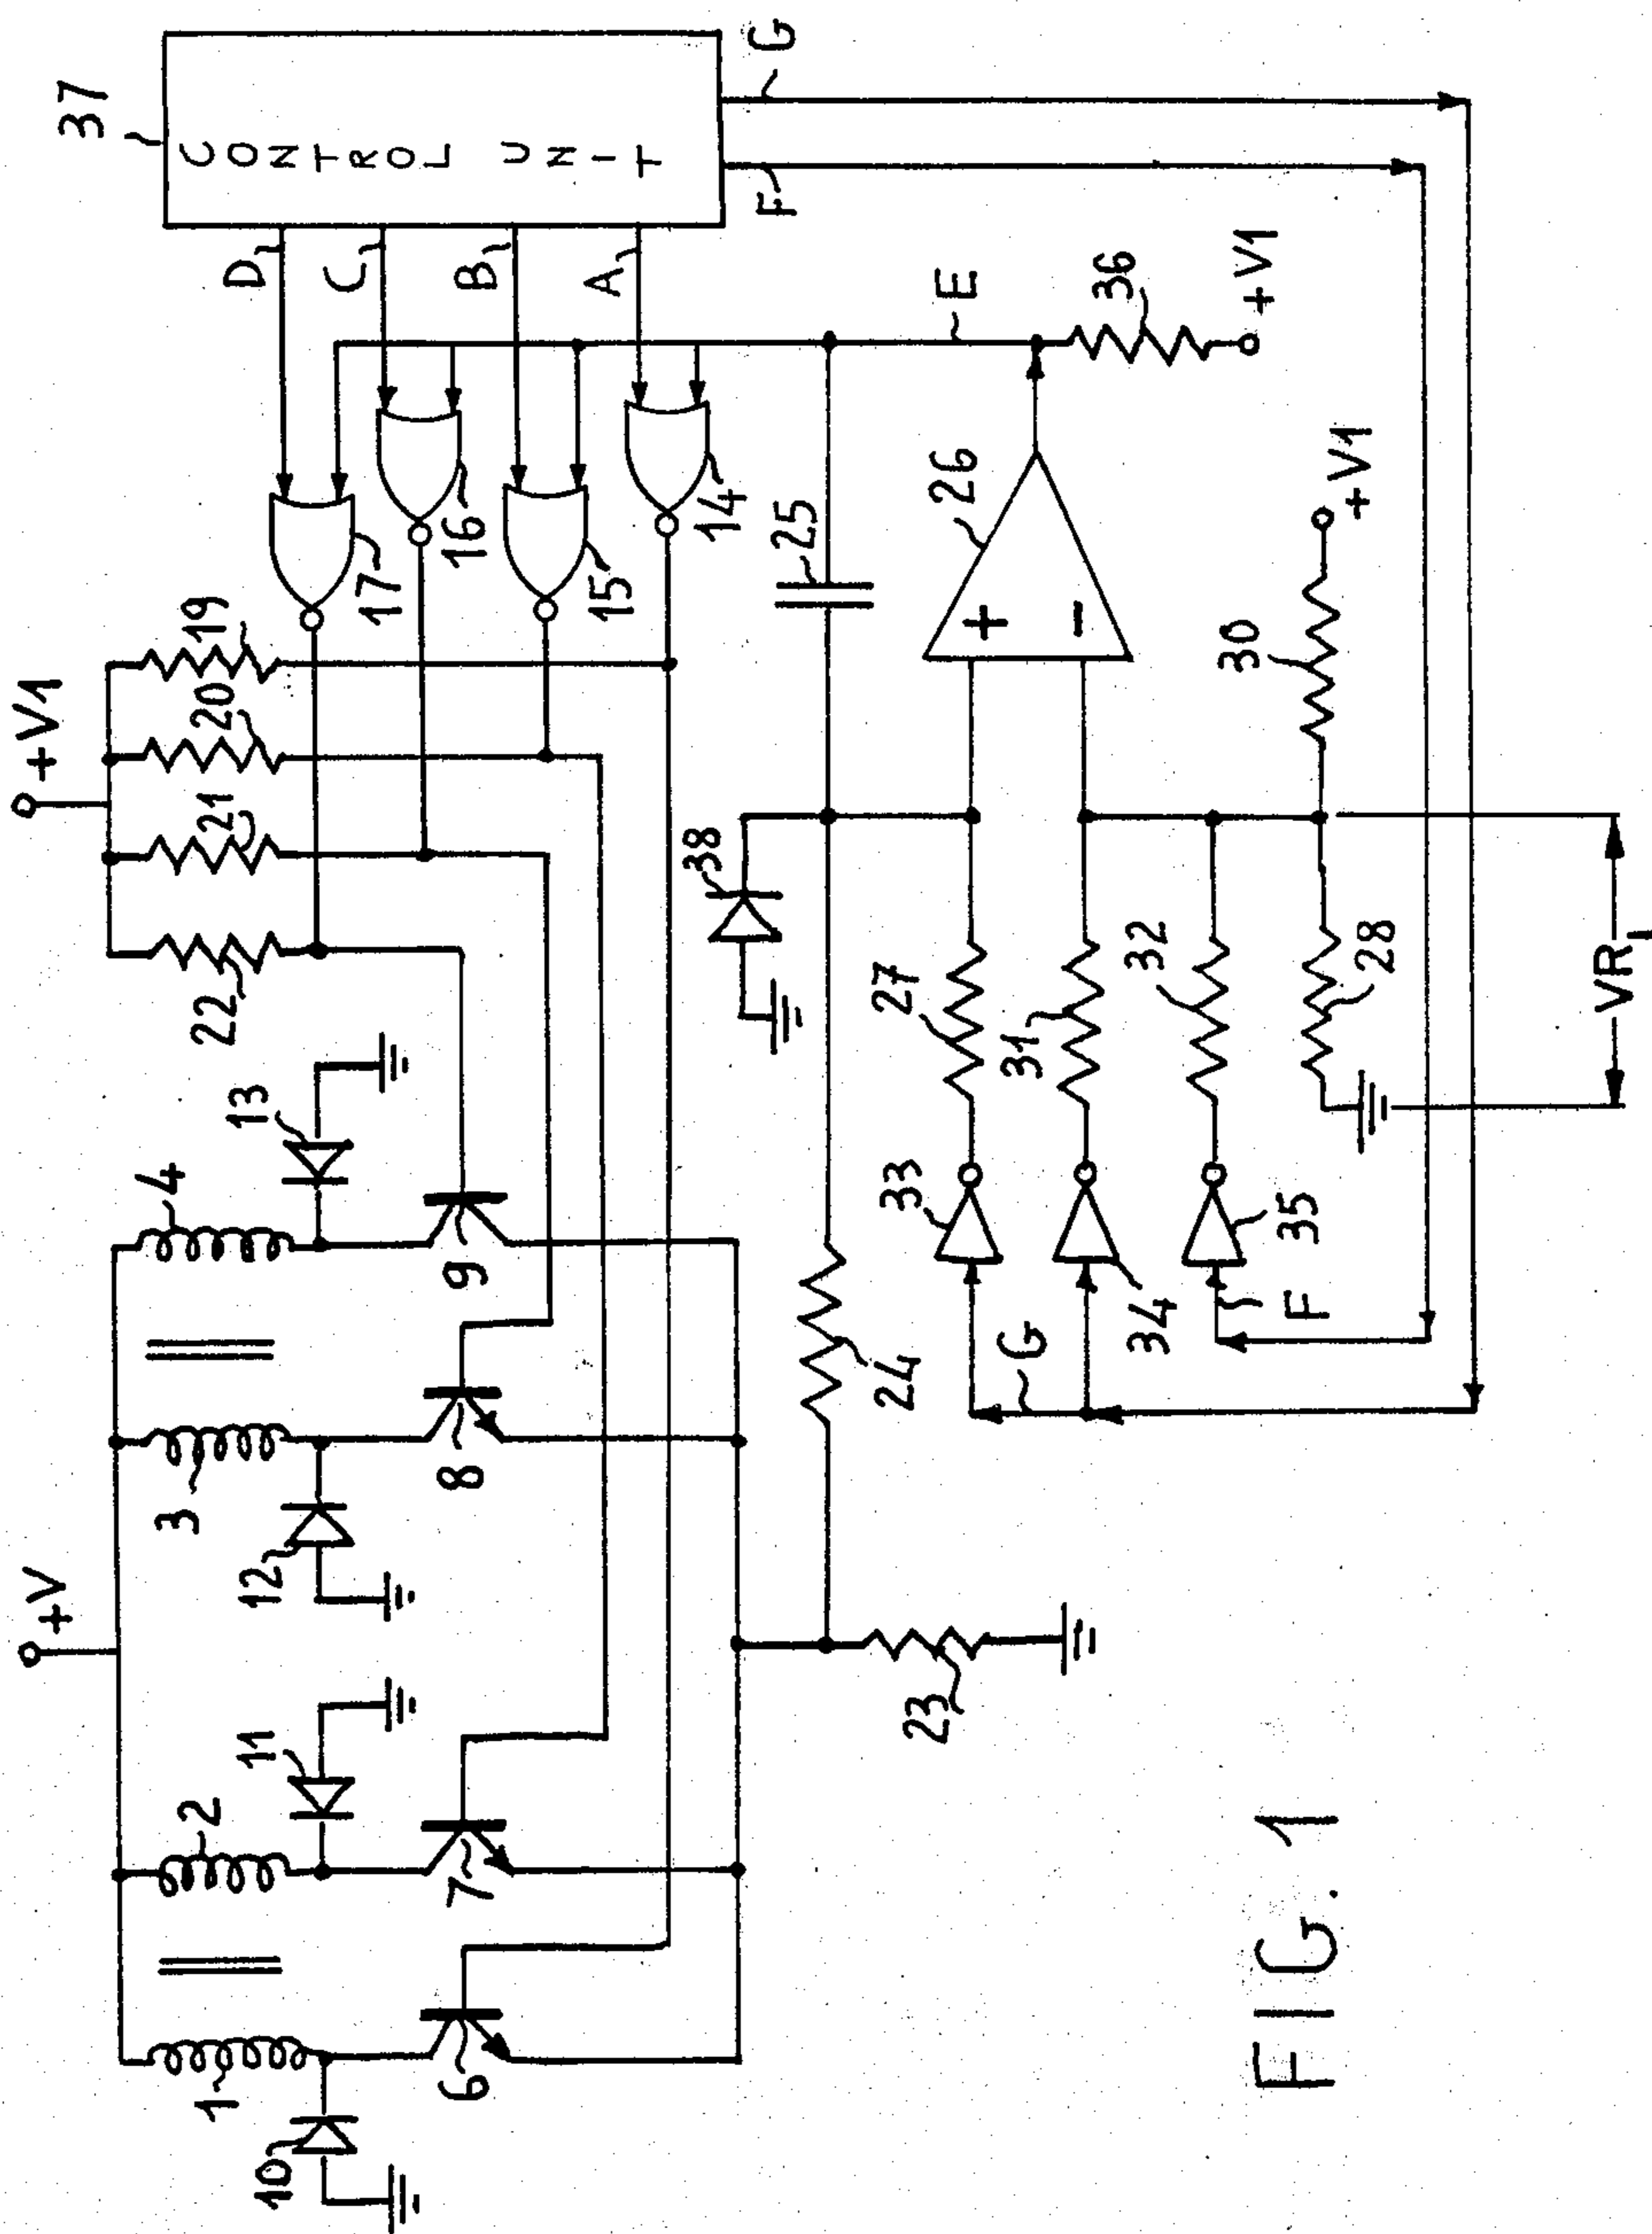 37
CONTROL UNIT
G
F
D
C
B
A
E
36
+V1
+V1
19
20
21
22
17
16
15
14
25
26
+
-
30
+V1
38
13
4
9
27
31
32
28
VR1
33
34
35
G
F
24
3
8
12
+V
11
2
7
23
1
6
10
FIG. 1